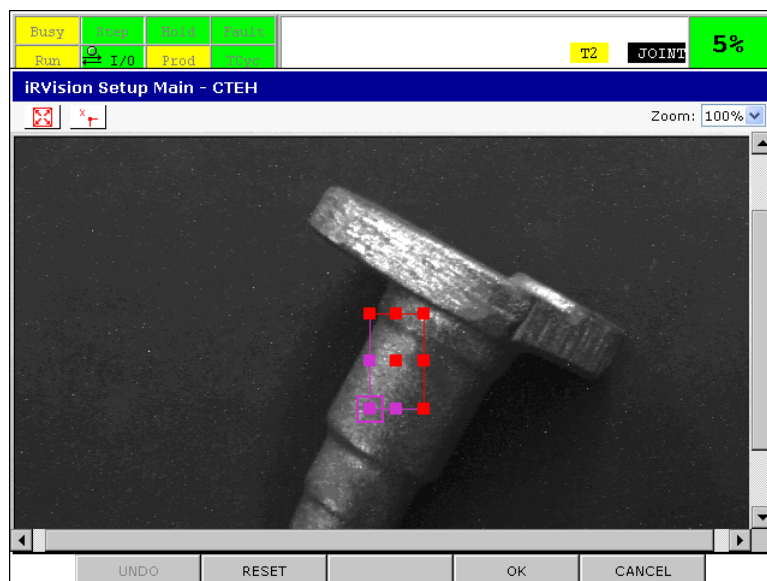 Busy Step Hold Fault
Run I/O Prod TCyc
T2 JOINT 5%
iRVision Setup Main - CTEH
Zoom: 100%
UNDO RESET OK CANCEL